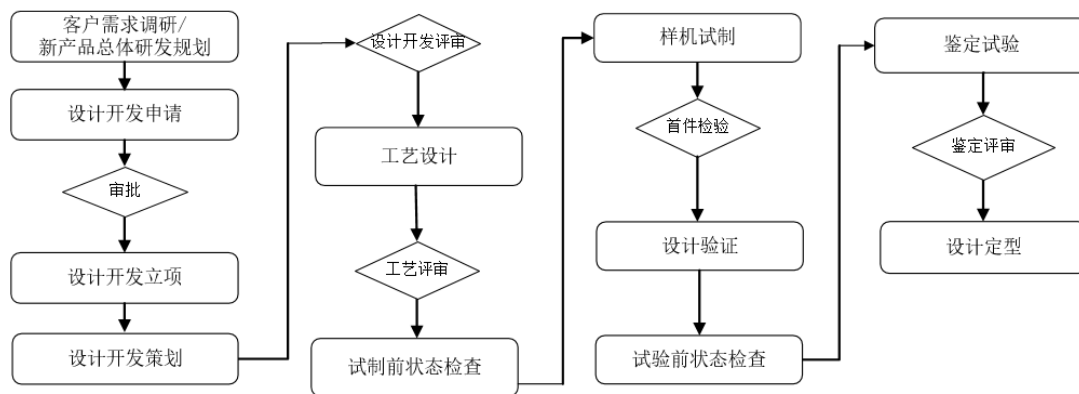 客户需求调研/
新产品总体研发规划
设计开发申请
审批
设计开发立项
设计开发策划
设计开发评审
工艺设计
工艺评审
试制前状态检查
样机试制
首件检验
设计验证
试验前状态检查
鉴定试验
鉴定评审
设计定型